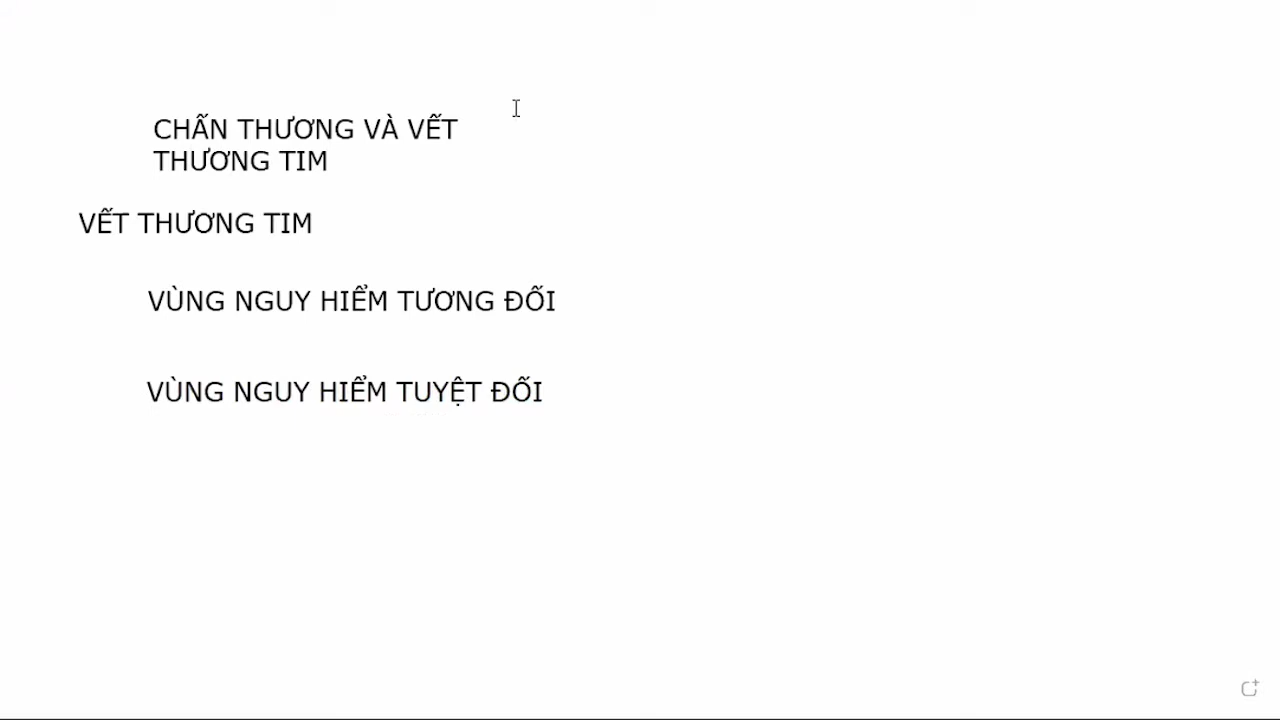 CHẤN THƯƠNG VÀ VẾT
THƯƠNG TIM
VẾT THƯƠNG TIM
VÙNG NGUY HIỂM TƯƠNG ĐỐI
VÙNG NGUY HIỂM TUYỆT ĐỐI